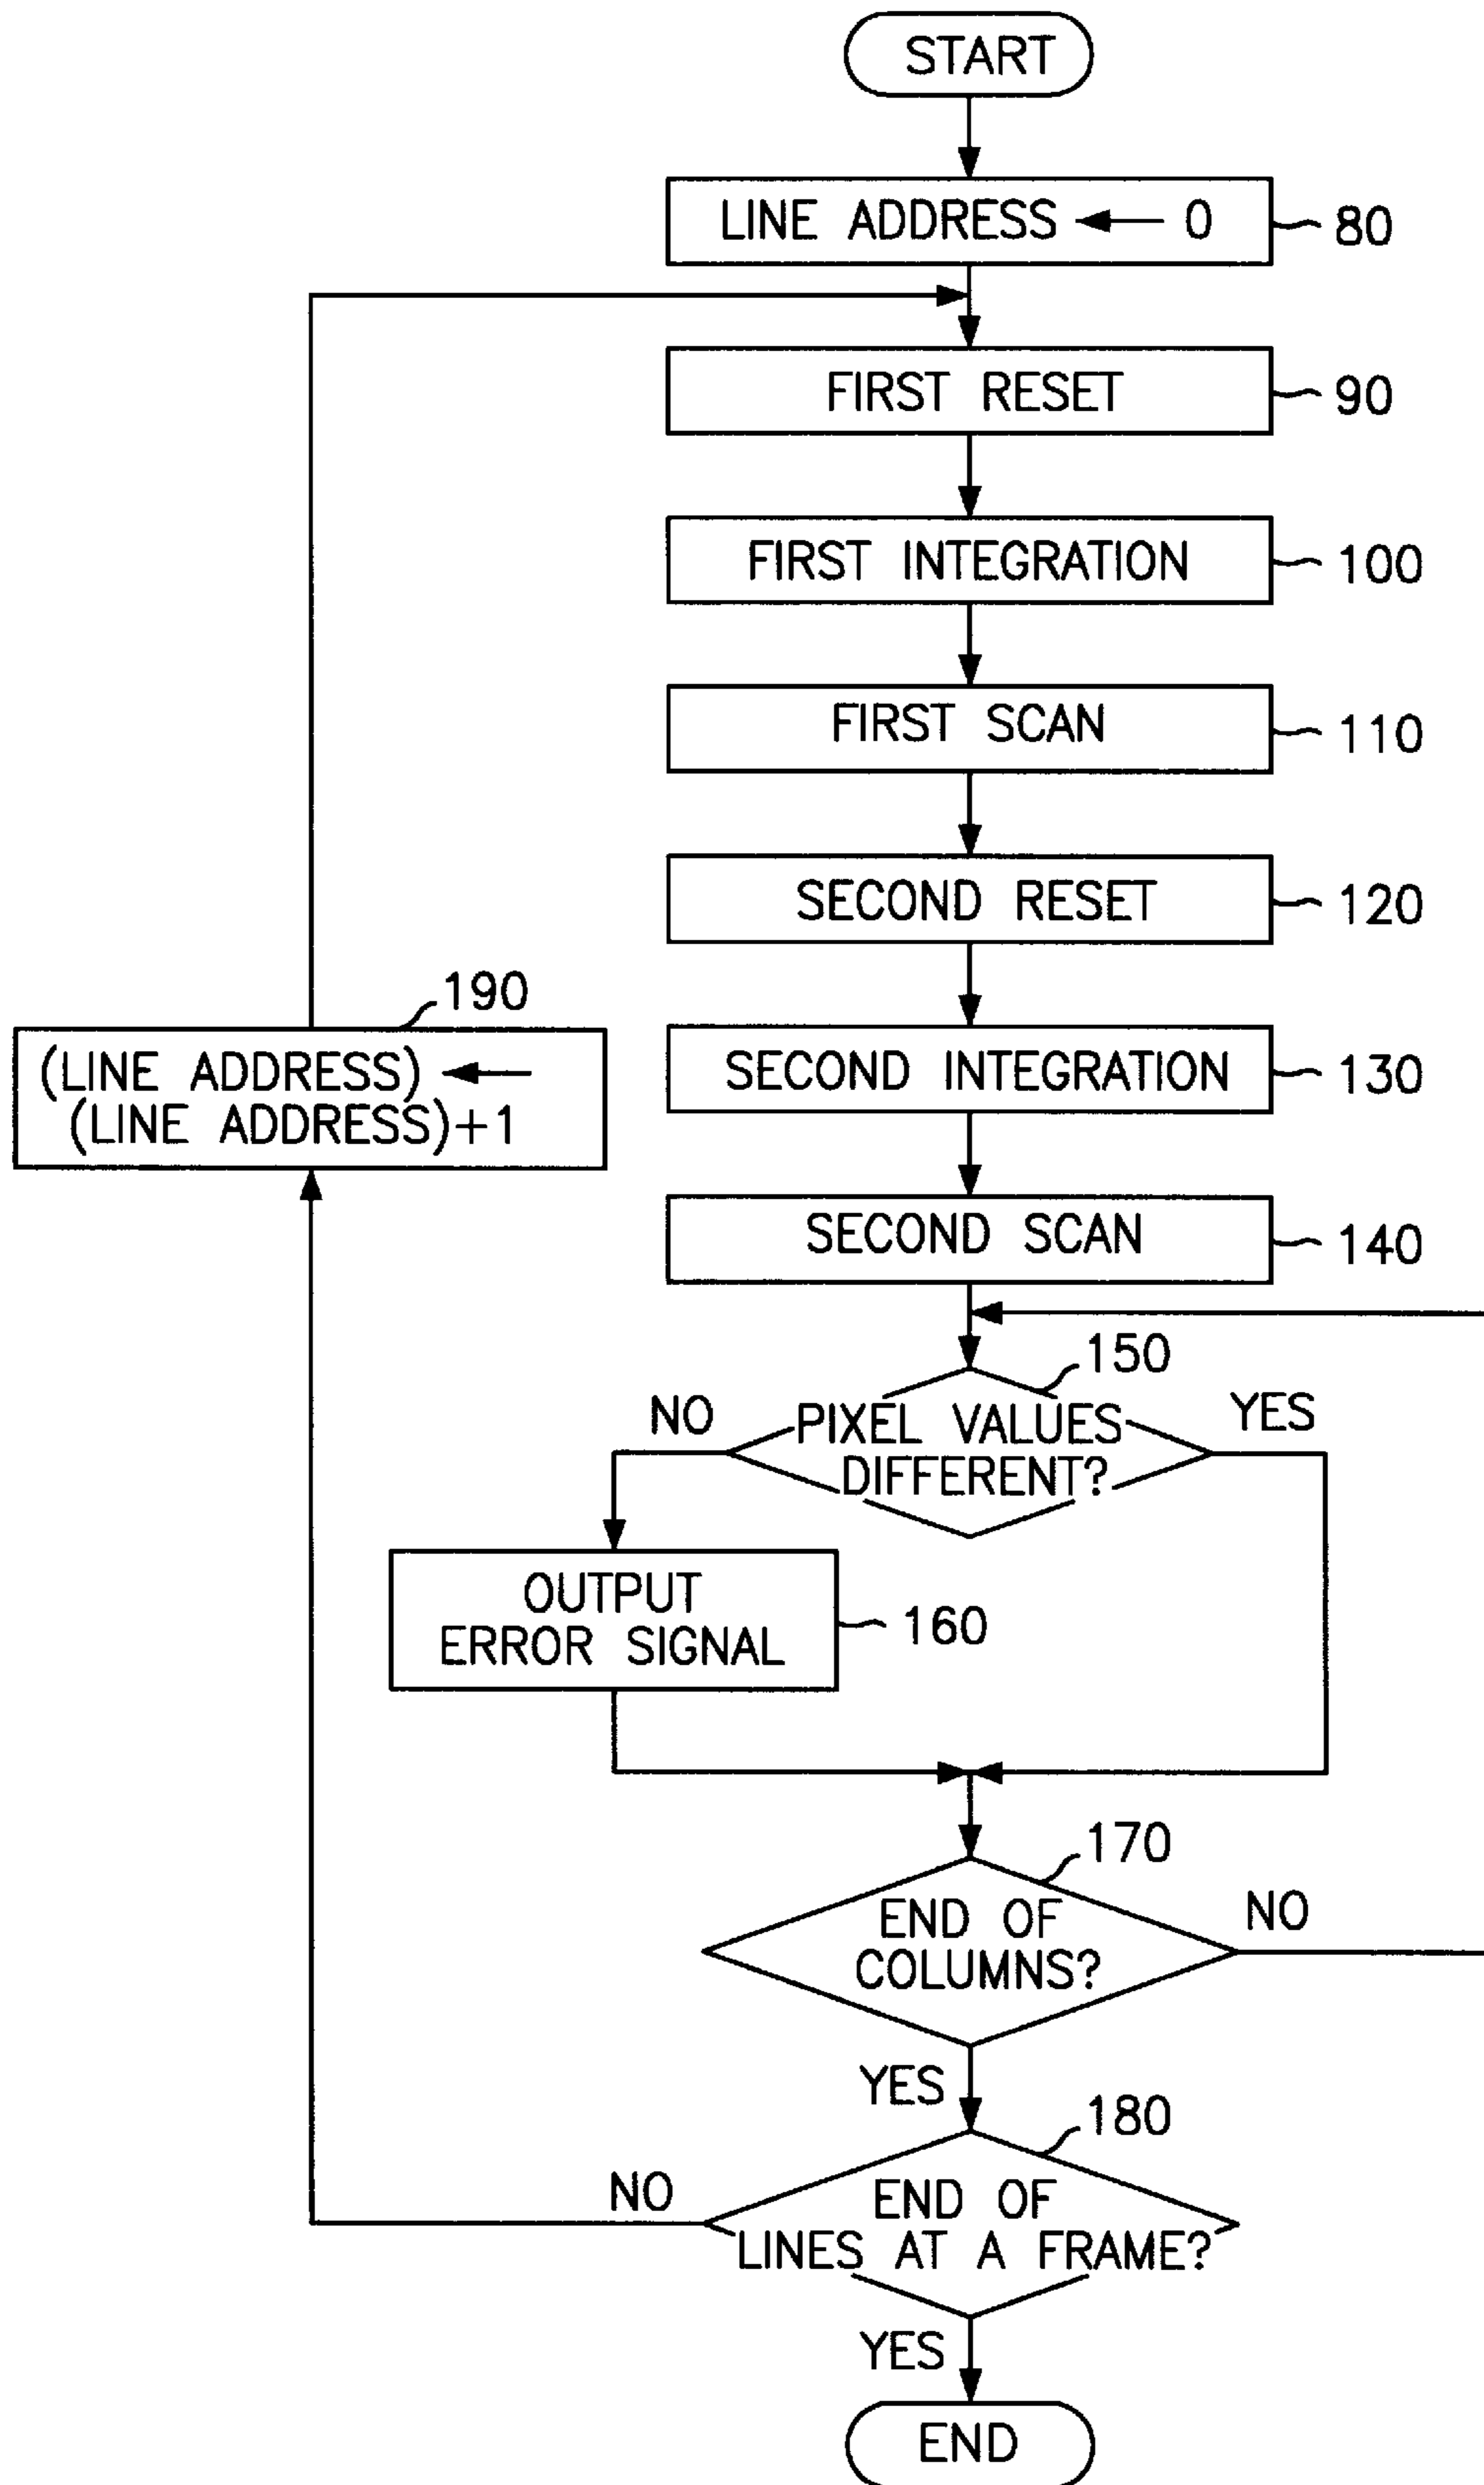 START
LINE ADDRESS ← 0
80
FIRST RESET
90
FIRST INTEGRATION
100
FIRST SCAN
110
SECOND RESET
120
190
(LINE ADDRESS) ←
(LINE ADDRESS)+1
SECOND INTEGRATION
130
SECOND SCAN
140
150
NO
PIXEL VALUES
DIFFERENT?
YES
OUTPUT
ERROR SIGNAL
160
170
END OF
COLUMNS?
NO
YES
180
NO
END OF
LINES AT A FRAME?
YES
END